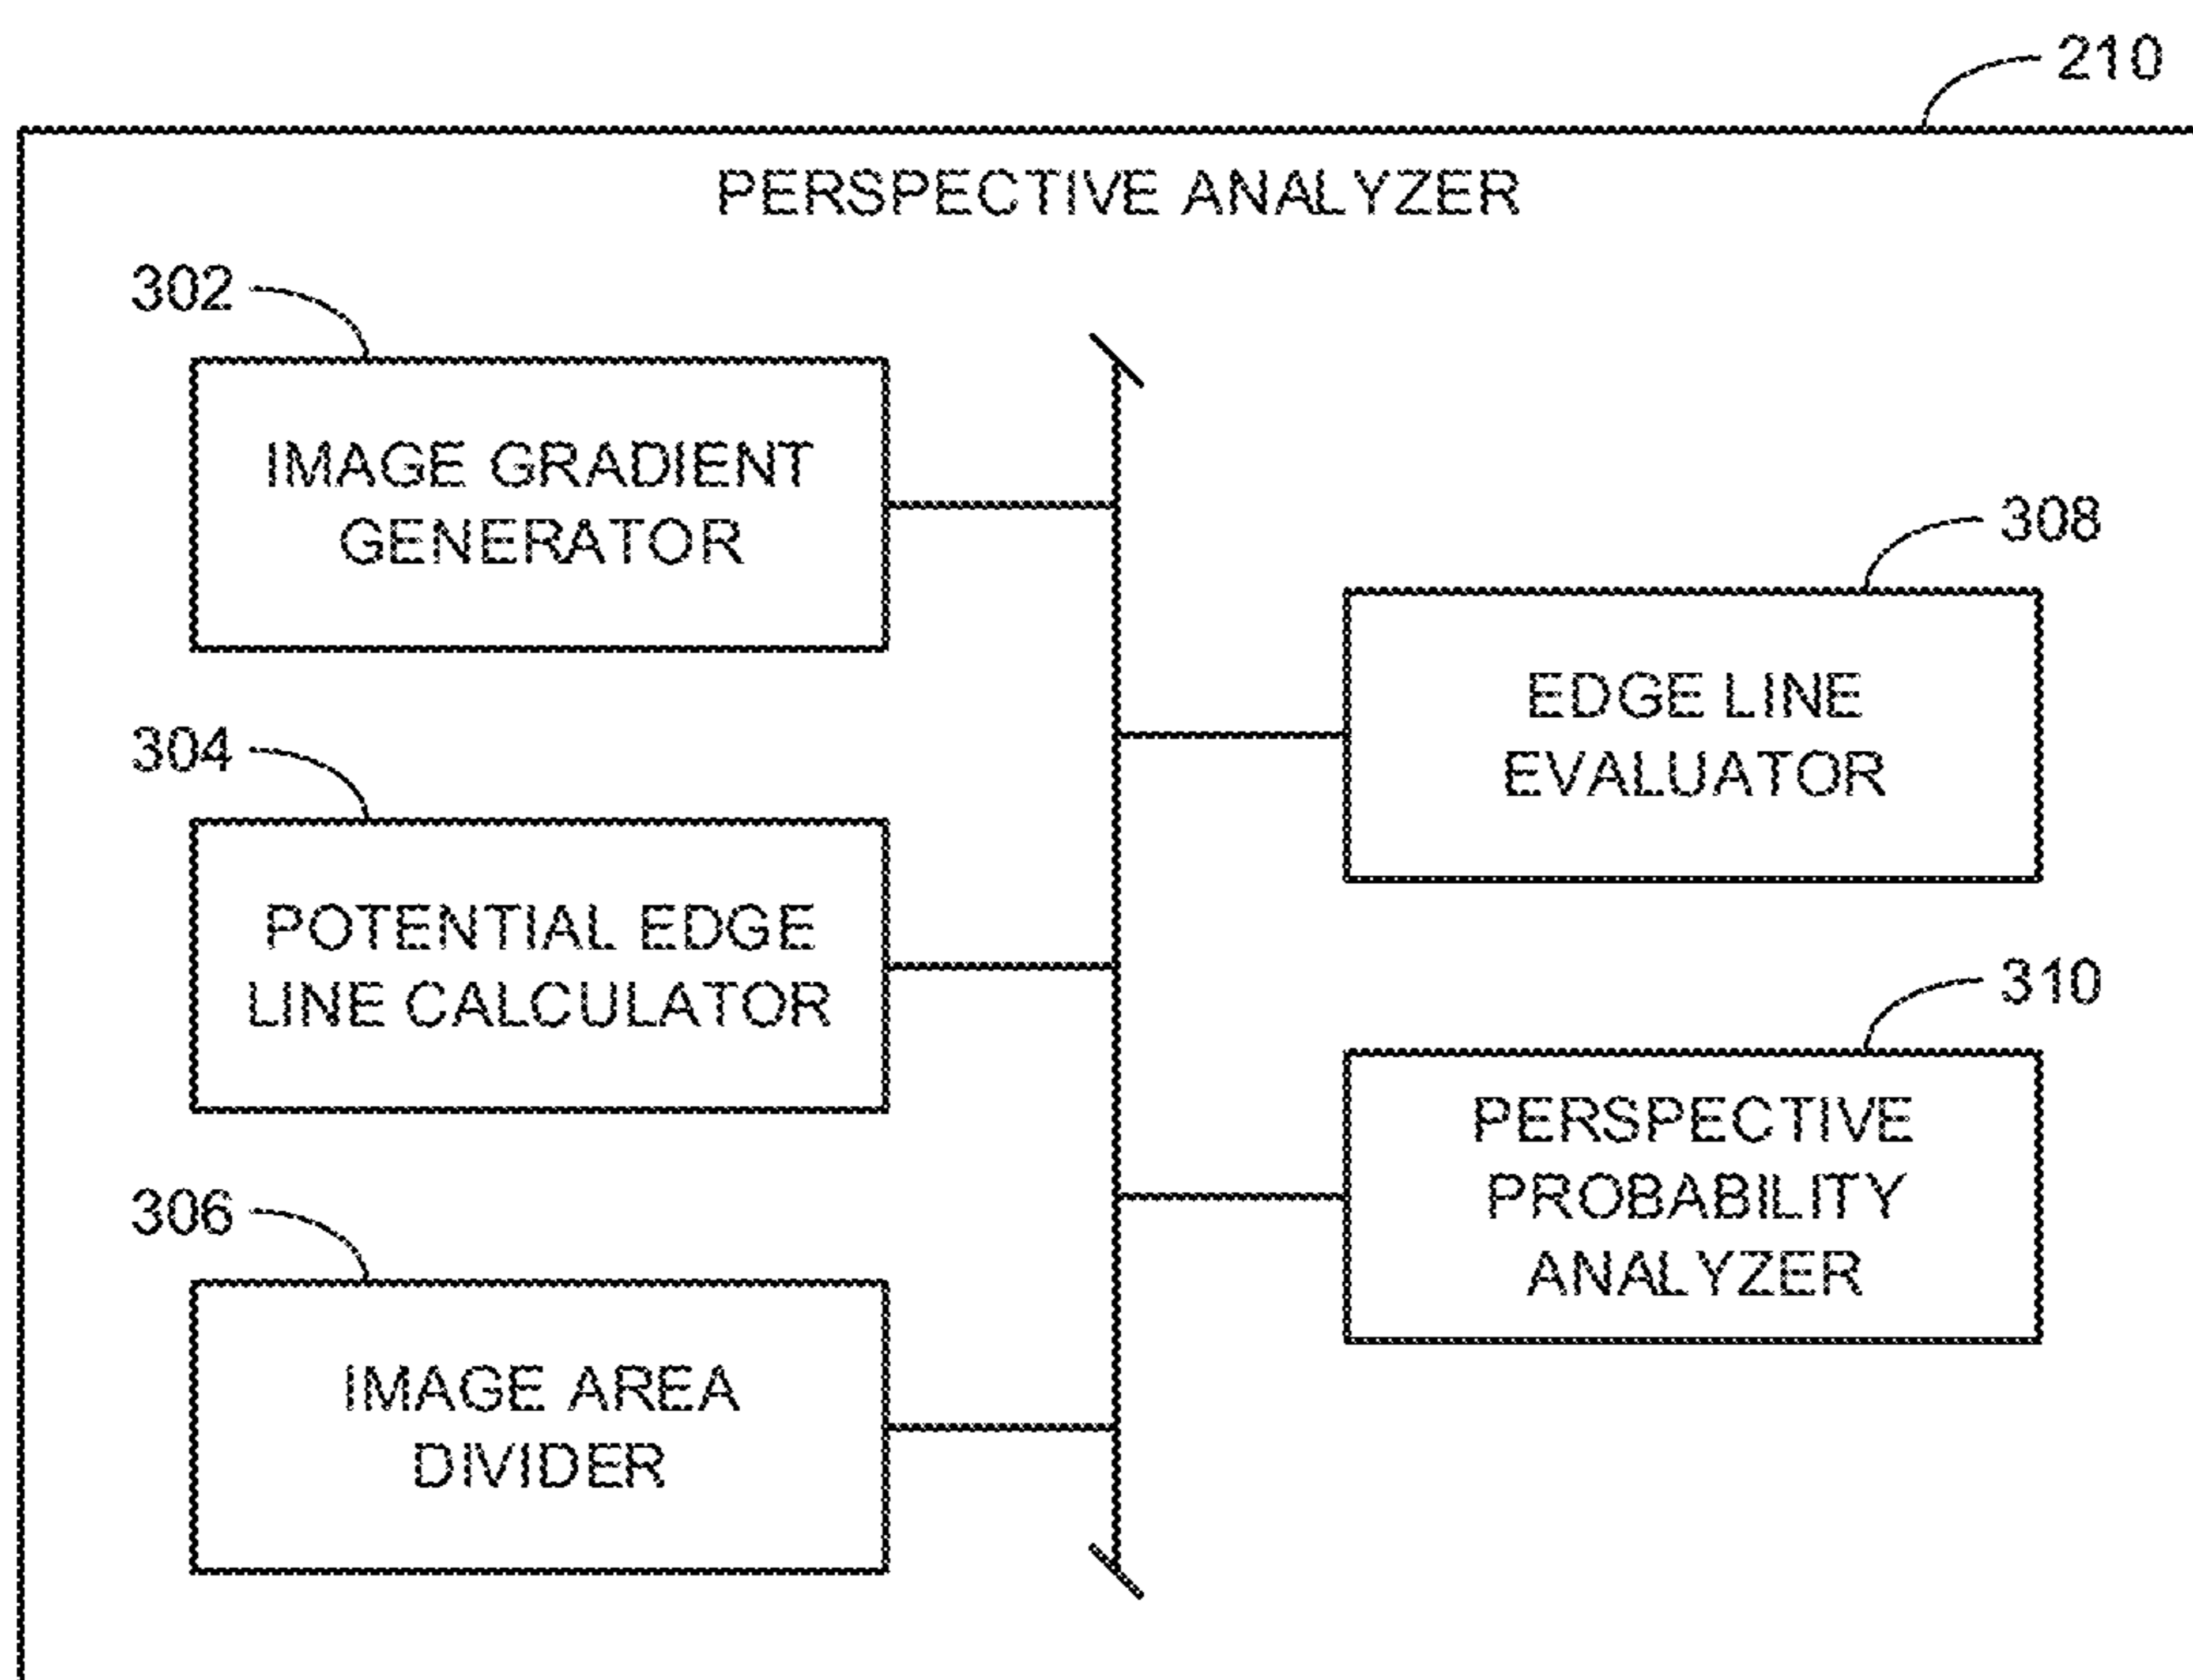 210
PERSPECTIVE ANALYZER
302
IMAGE GRADIENT
GENERATOR
304
POTENTIAL EDGE
LINE CALCULATOR
306
IMAGE AREA
DIVIDER
308
EDGE LINE
EVALUATOR
310
PERSPECTIVE
PROBABILITY
ANALYZER